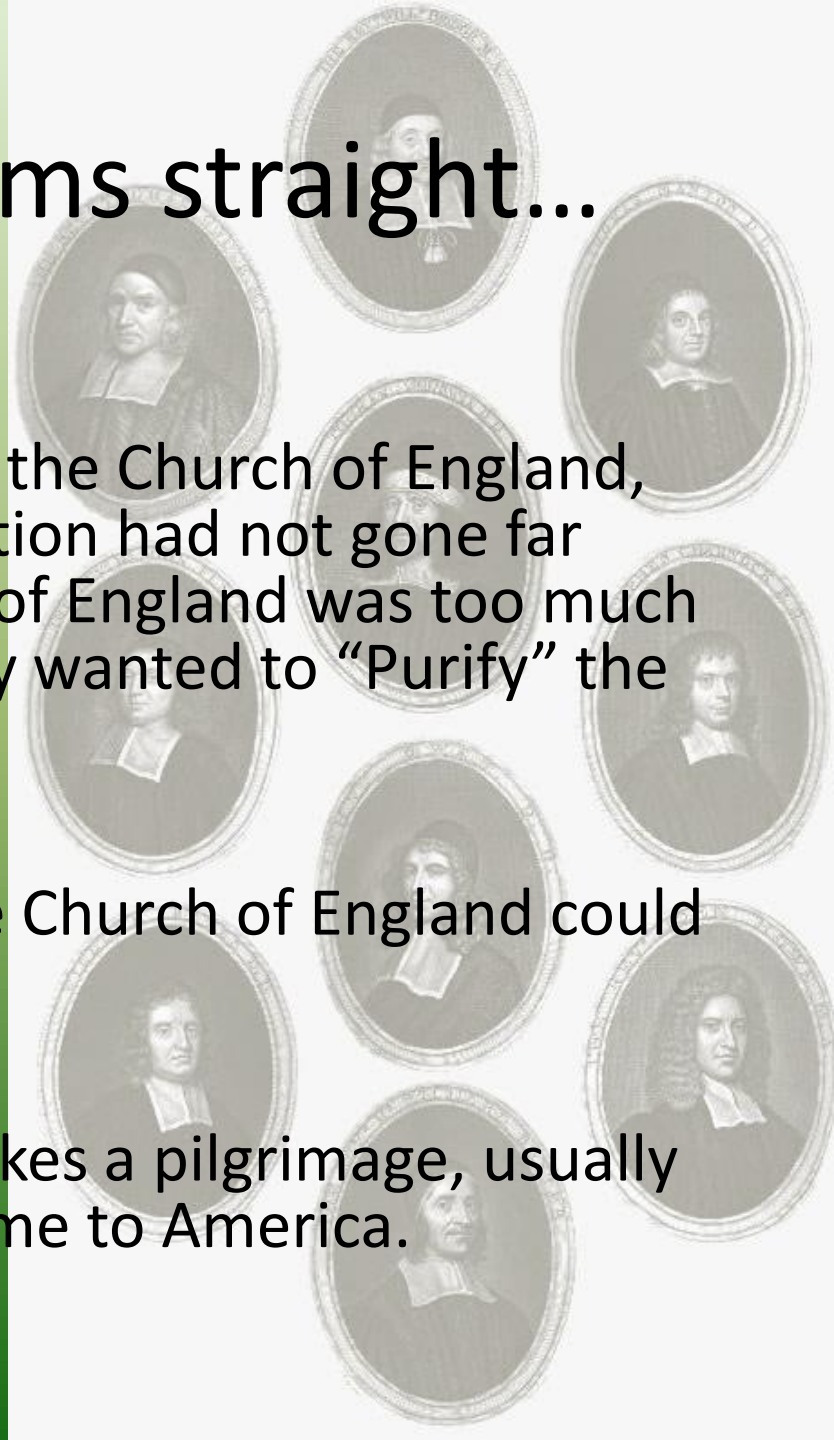 ms straight...
the Church of England,
tion had not gone far
of England was too much
y wanted to “Purify” the
e Church of England could
kes a pilgrimage, usually
me to America.